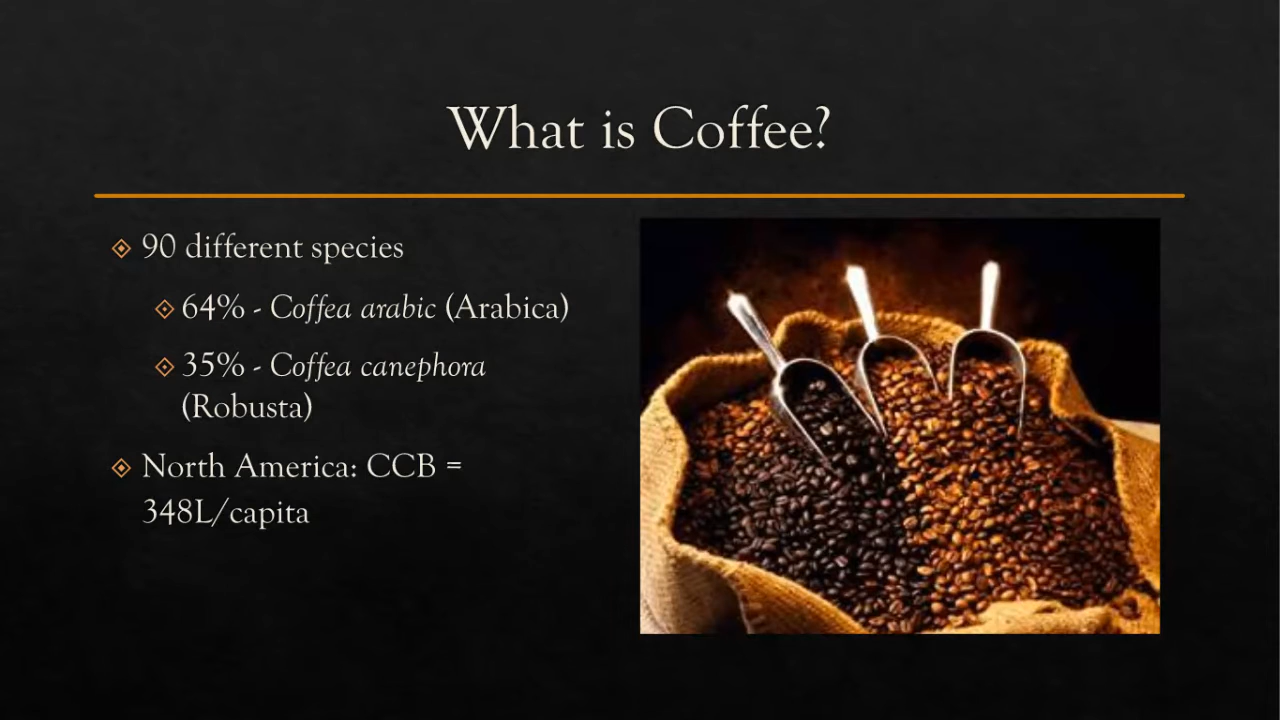 What is Coffee?
90 different species
64% - Coffea arabic (Arabica)
35% - Coffea canephora
(Robusta)
North America: CCB =
348L/capita